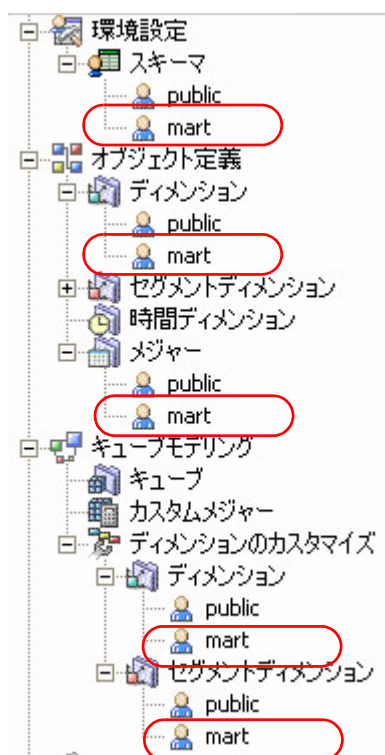 環境設定
スキーマ
public
mart
オブジェクト定義
ディメンション
public
mart
セグメントディメンション
時間ディメンション
メジャー
public
mart
キューブモデリング
キューブ
カスタムメジャー
ディメンションのカスタマイズ
ディメンション
public
mart
セグメントディメンション
public
mart